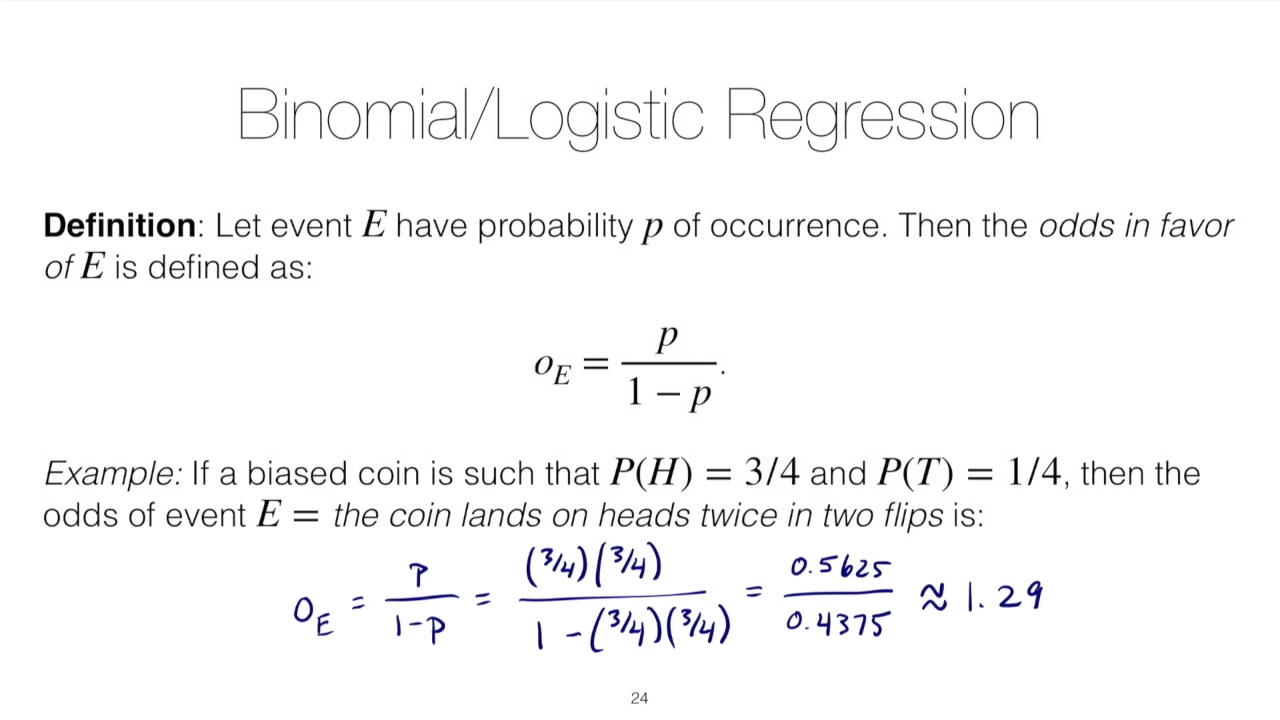 Binomial/Logistic Regression
Definition: Let event E have probability p of occurrence. Then the odds in favor
of E is defined as:
o_E = p / (1 − p).
Example: If a biased coin is such that P(H) = 3/4 and P(T) = 1/4, then the
odds of event E = the coin lands on heads twice in two flips is:
O_E = P / (1-P) = (3/4)(3/4) / (1 - (3/4)(3/4)) = 0.5625 / 0.4375 ≈ 1.29
24